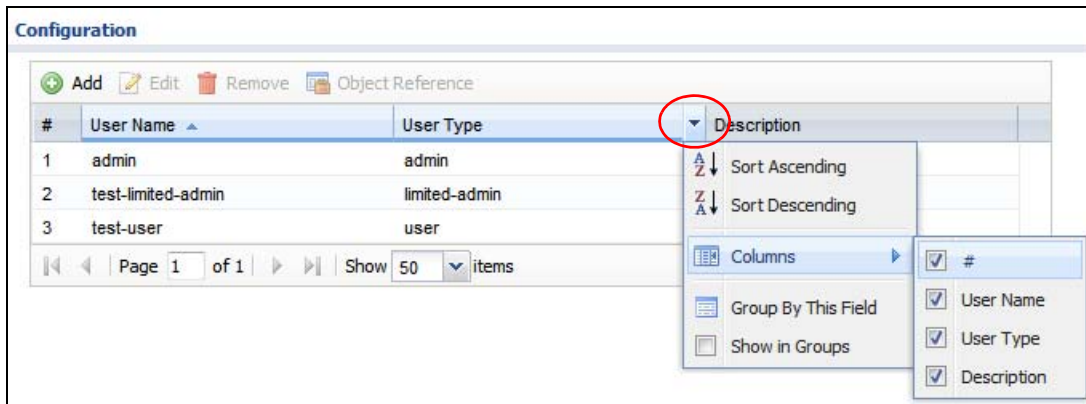 Configuration
Add Edit Remove Object Reference
# User Name User Type Description
1 admin admin
2 test-limited-admin limited-admin
3 test-user user
Page 1 of 1 Show 50 items
Sort Ascending
Sort Descending
Columns
Group By This Field
Show in Groups
#
User Name
User Type
Description